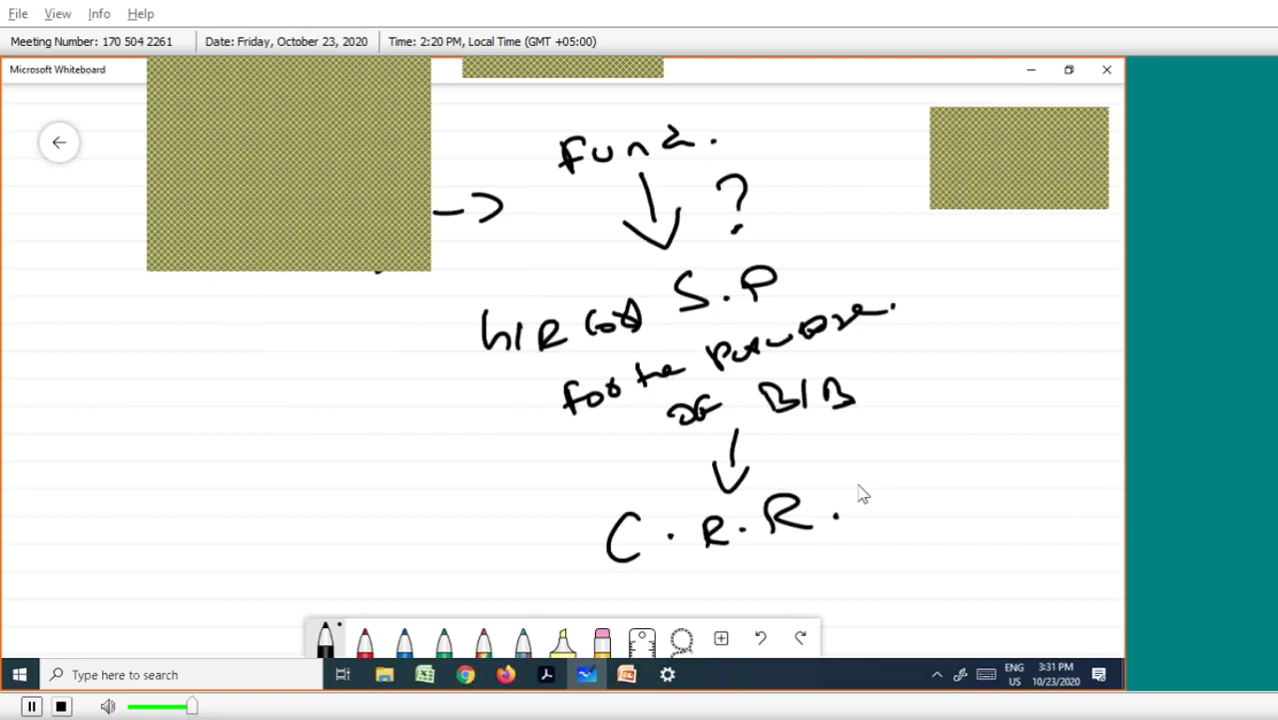 File View Info Help
Meeting Number: 170 504 2261 Date: Friday, October 23, 2020 Time: 2:20 PM, Local Time (GMT +05:00)
Microsoft Whiteboard
Fund.
->
?
S.P
for the purpose.
of B/B
C.R.R.
Type here to search
ENG
US
3:31 PM
10/23/2020